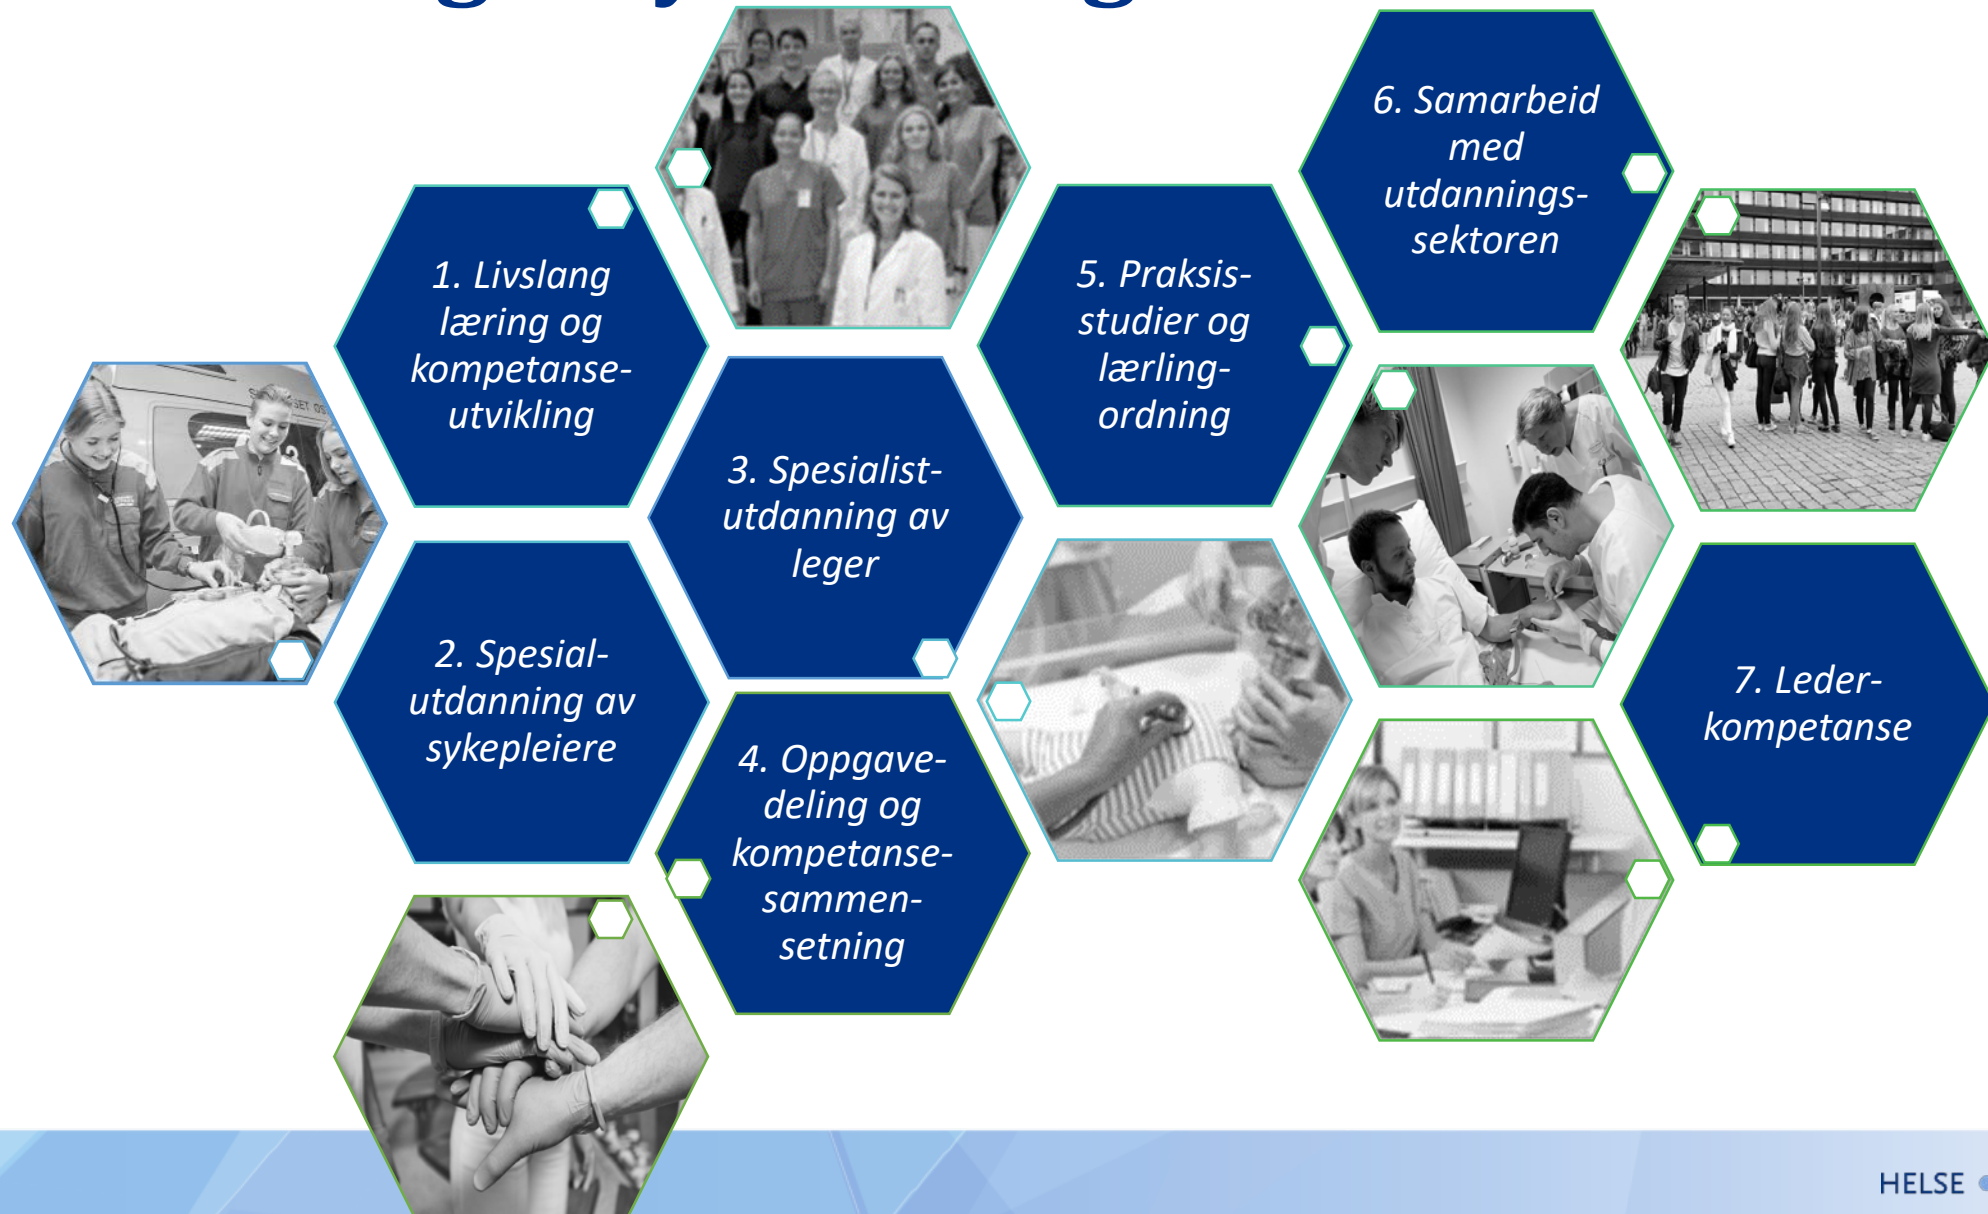 1. Livslang
læring og
kompetanse-
utvikling
2. Spesial-
utdanning av
sykepleiere
3. Spesialist-
utdanning av
leger
4. Oppgave-
deling og
kompetanse-
sammen-
setning
5. Praksis-
studier og
lærling-
ordning
6. Samarbeid
med
utdannings-
sektoren
7. Leder-
kompetanse
HELSE